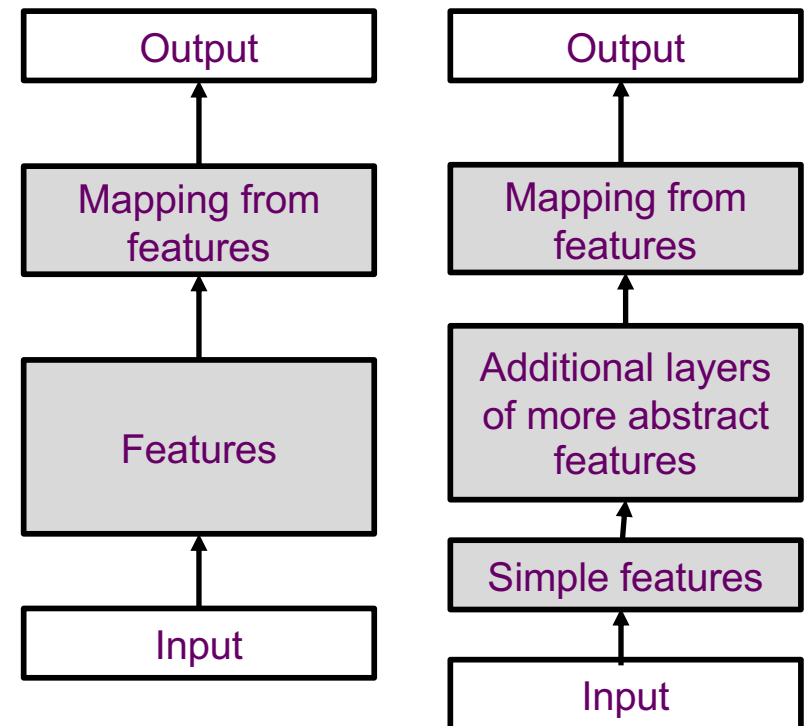 Output
Mapping from
features
Features
Input
Output
Mapping from
features
Additional layers
of more abstract
features
Simple features
Input